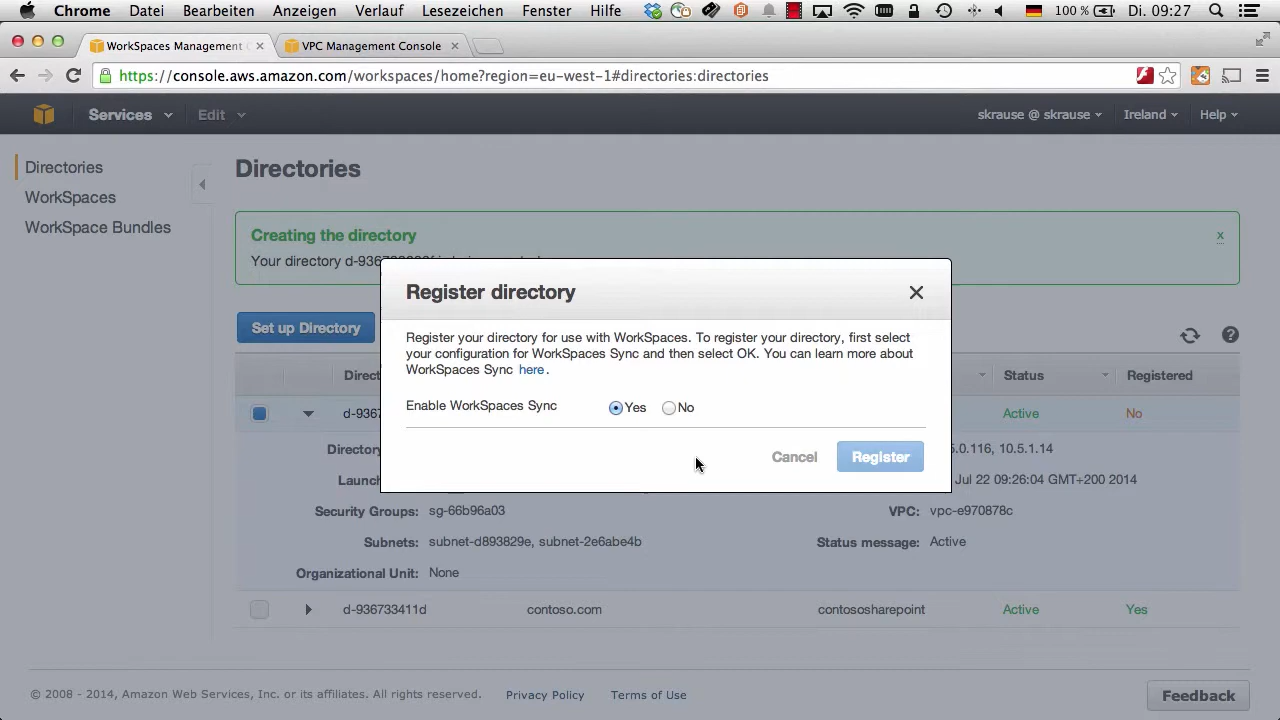 Chrome Datei Bearbeiten Anzeigen Verlauf Lesezeichen Fenster Hilfe 100 % Di. 09:27
WorkSpaces Management VPC Management Console
https://console.aws.amazon.com/workspaces/home?region=eu-west-1#directories:directories
Services Edit skrause @ skrause Ireland Help
Directories
WorkSpaces
WorkSpace Bundles
Directories
Creating the directory x
Your directory
Register directory
Register your directory for use with WorkSpaces. To register your directory, first select
your configuration for WorkSpaces Sync and then select OK. You can learn more about
WorkSpaces Sync here.
Enable WorkSpaces Sync Yes No
Cancel Register
Set up Directory
Status Registered
Active No
5.0.116, 10.5.1.14
Jul 22 09:26:04 GMT+200 2014
Security Groups: sg-66b96a03 VPC: vpc-e970878c
Subnets: subnet-d893829e, subnet-2e6abe4b Status message: Active
Organizational Unit: None
d-936733411d contoso.com contososharepoint Active Yes
© 2008 - 2014, Amazon Web Services, Inc. or its affiliates. All rights reserved. Privacy Policy Terms of Use Feedback